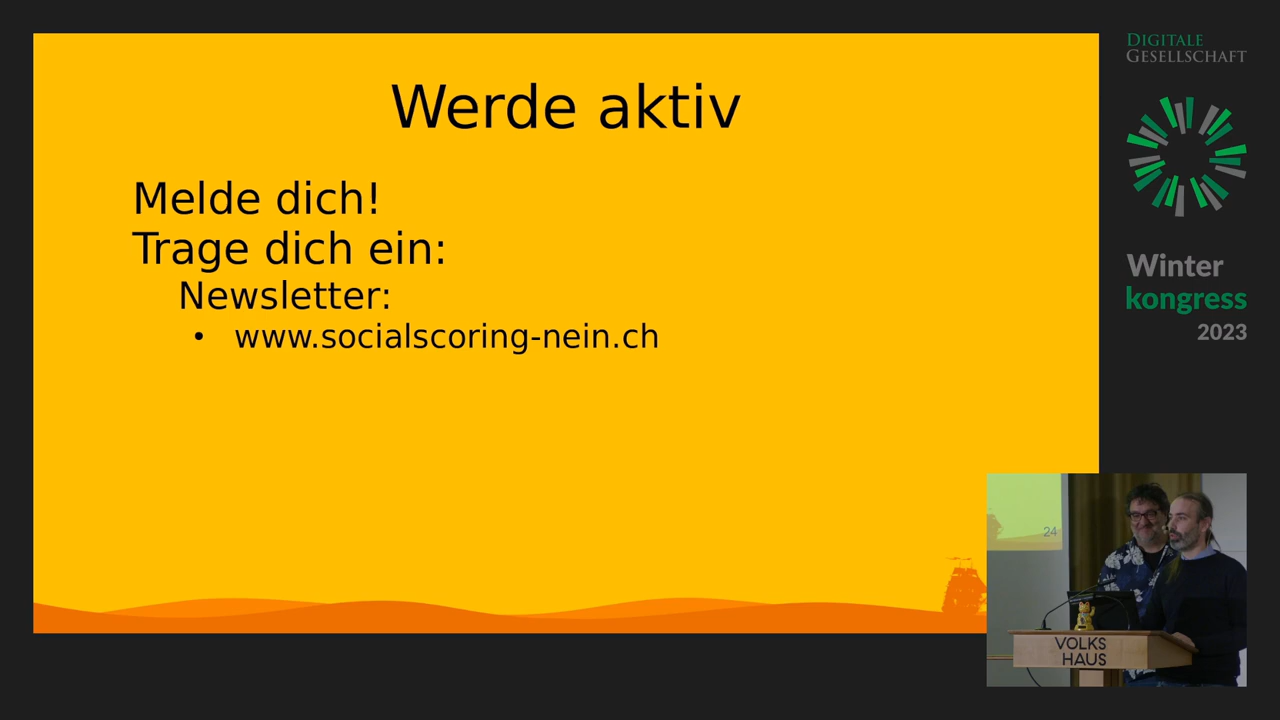 Werde aktiv
Melde dich!
Trage dich ein:
Newsletter:
• www.socialscoring-nein.ch
DIGITALE
GESELLSCHAFT
Winter
kongress
2023
24
VOLKS
HAUS